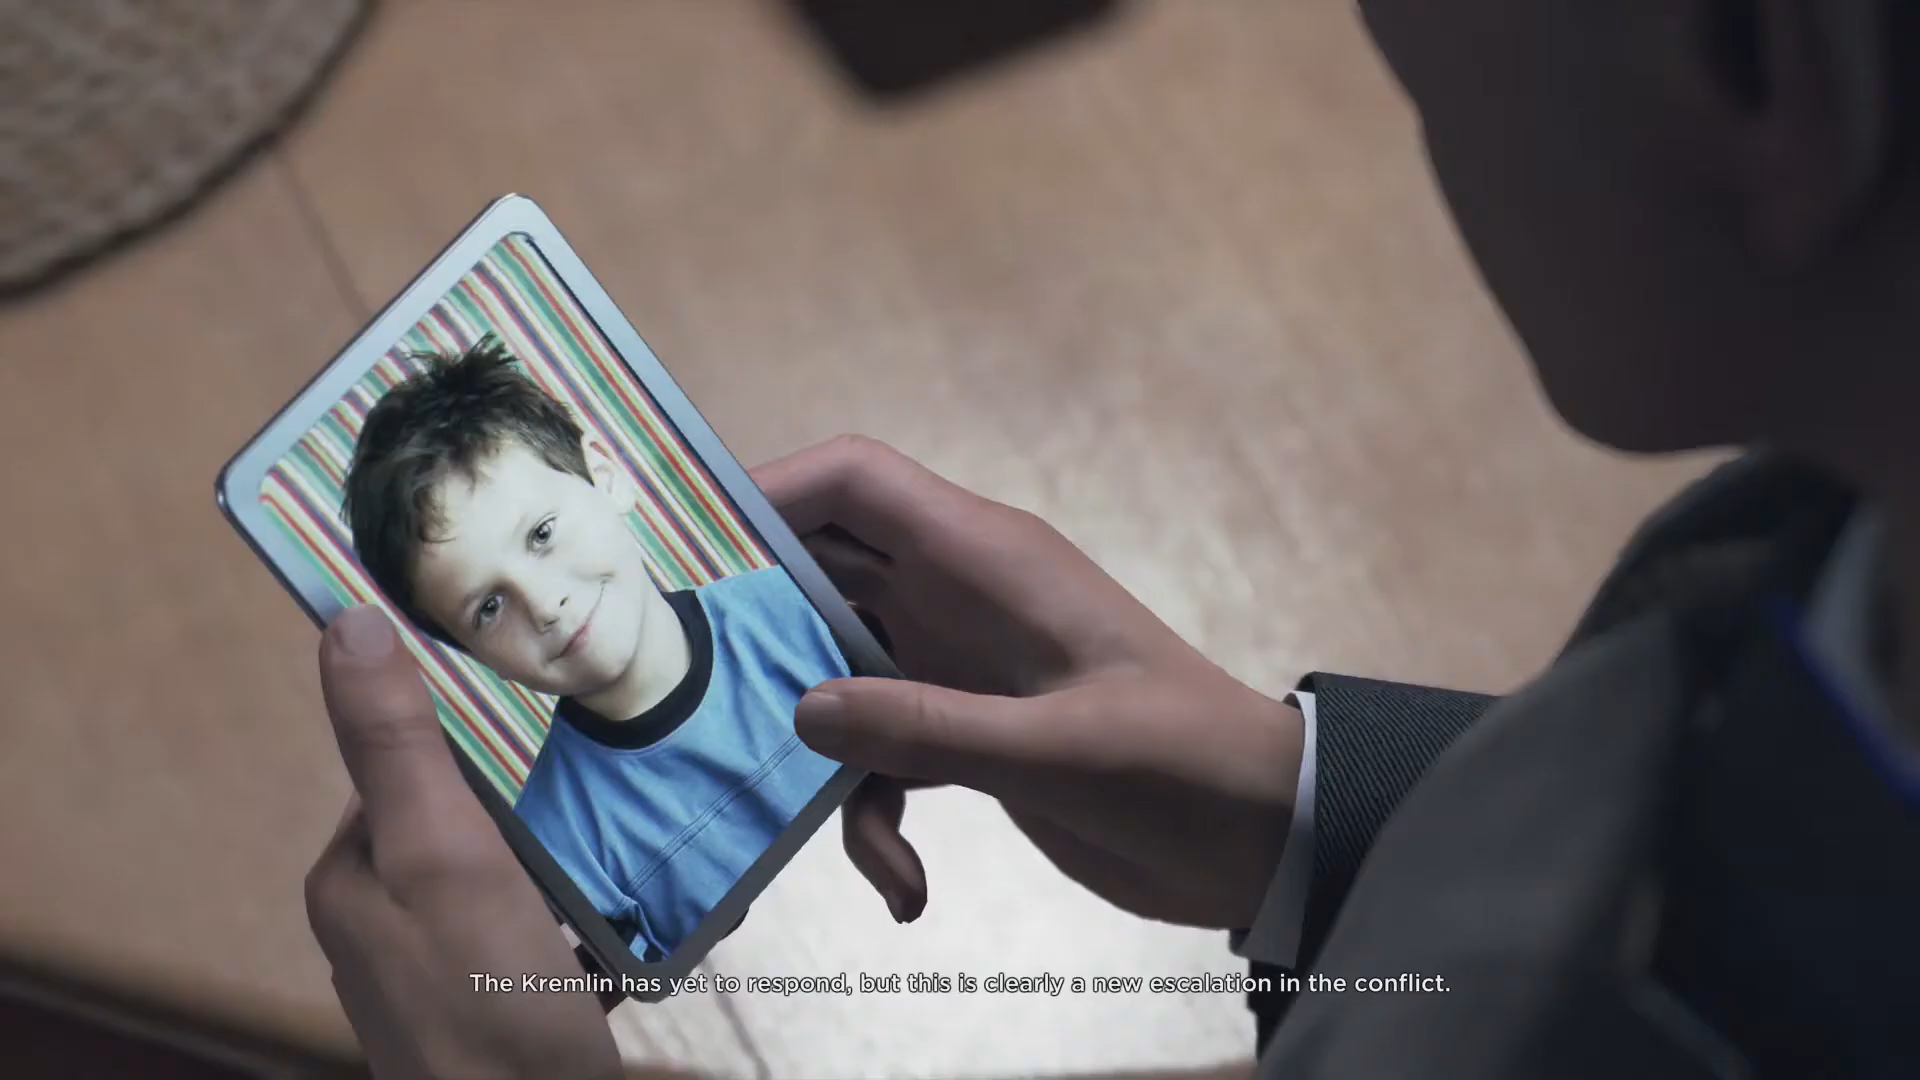 The Kremlin has yet to respond, but this is clearly a new escalation in the conflict.